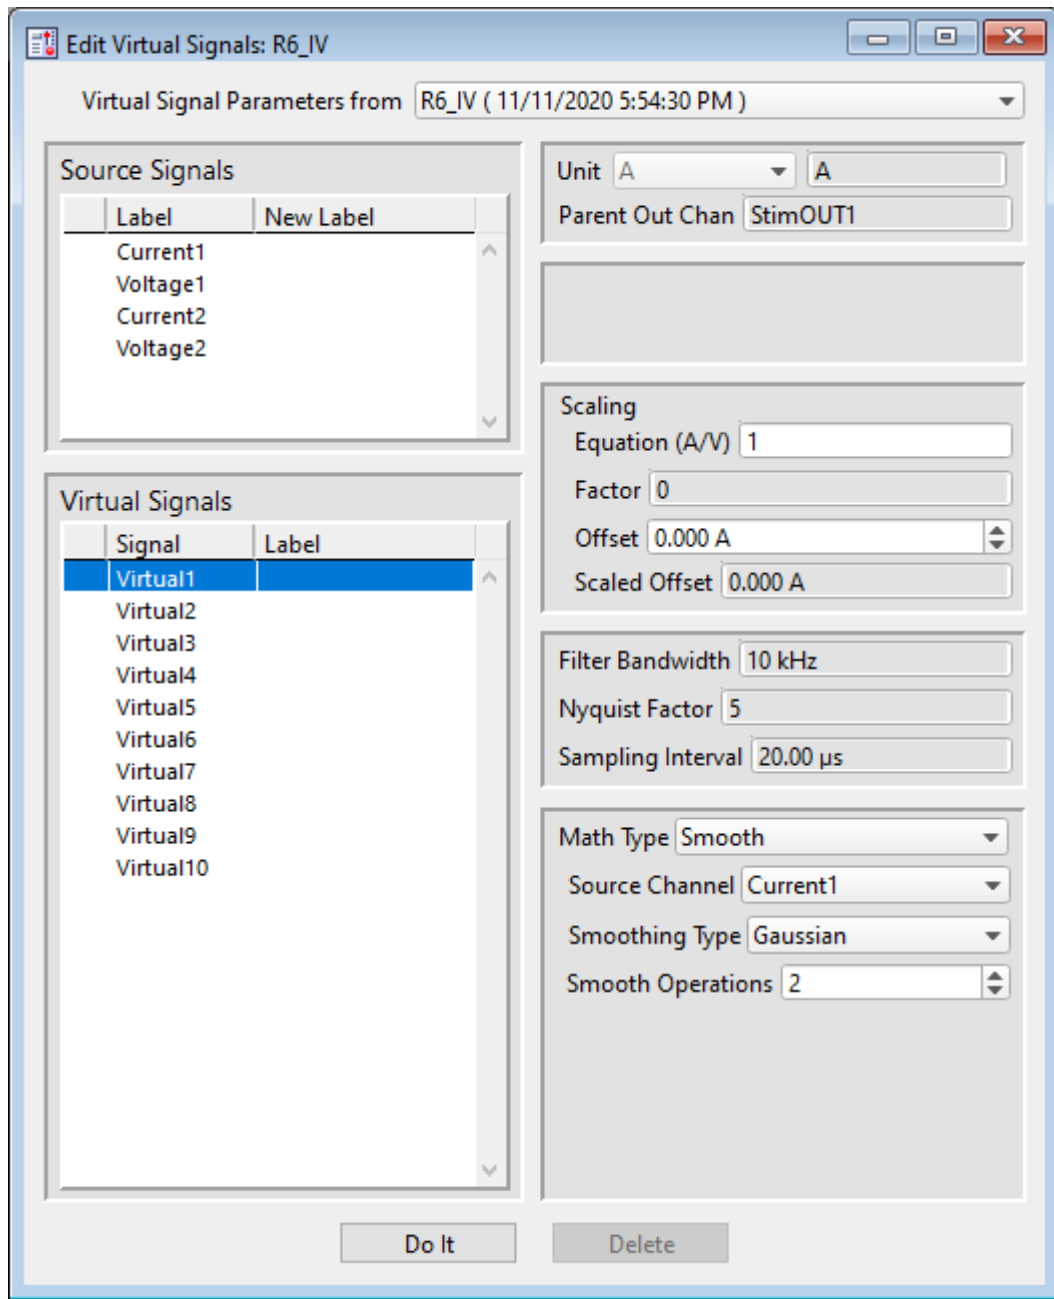 Edit Virtual Signals: R6_IV
Virtual Signal Parameters from R6_IV ( 11/11/2020 5:54:30 PM )
Source Signals
Label New Label
Current1
Voltage1
Current2
Voltage2
Virtual Signals
Signal Label
Virtual1
Virtual2
Virtual3
Virtual4
Virtual5
Virtual6
Virtual7
Virtual8
Virtual9
Virtual10
Unit A A
Parent Out Chan StimOUT1
Scaling
Equation (A/V) 1
Factor 0
Offset 0.000 A
Scaled Offset 0.000 A
Filter Bandwidth 10 kHz
Nyquist Factor 5
Sampling Interval 20.00 µs
Math Type Smooth
Source Channel Current1
Smoothing Type Gaussian
Smooth Operations 2
Do It Delete